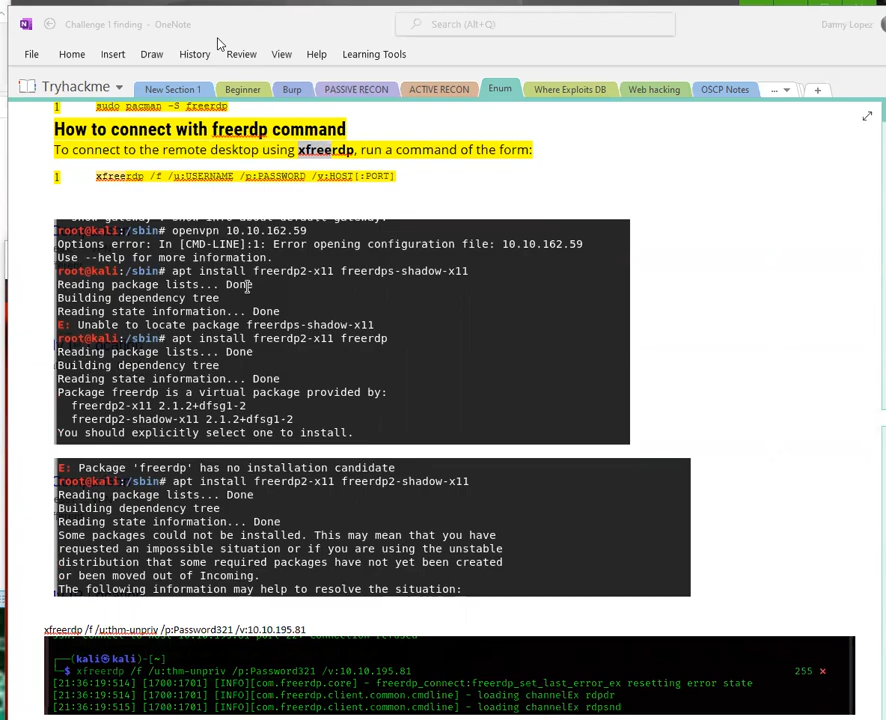 Challenge 1 finding - OneNote
Search (Alt+Q)
Danny Lopez
File Home Insert Draw History Review View Help Learning Tools
Tryhackme
New Section 1 Beginner Burp PASSIVE RECON ACTIVE RECON Enum Where Exploits DB Web hacking OSCP Notes ... +
1 sudo pacman -S freerdp
How to connect with freerdp command
To connect to the remote desktop using xfreerdp, run a command of the form:
1 xfreerdp /f /u:USERNAME /p:PASSWORD /v:HOST[:PORT]
root@kali:/sbin# openvpn 10.10.162.59
Options error: In [CMD-LINE]:1: Error opening configuration file: 10.10.162.59
Use --help for more information.
root@kali:/sbin# apt install freerdp2-x11 freerdps-shadow-x11
Reading package lists... Done
Building dependency tree
Reading state information... Done
E: Unable to locate package freerdps-shadow-x11
root@kali:/sbin# apt install freerdp2-x11 freerdp
Reading package lists... Done
Building dependency tree
Reading state information... Done
Package freerdp is a virtual package provided by:
freerdp2-x11 2.1.2+dfsg1-2
freerdp2-shadow-x11 2.1.2+dfsg1-2
You should explicitly select one to install.
E: Package 'freerdp' has no installation candidate
root@kali:/sbin# apt install freerdp2-x11 freerdp2-shadow-x11
Reading package lists... Done
Building dependency tree
Reading state information... Done
Some packages could not be installed. This may mean that you have
requested an impossible situation or if you are using the unstable
distribution that some required packages have not yet been created
or been moved out of Incoming.
The following information may help to resolve the situation:
xfreerdp /f /u:thm-unpriv /p:Password321 /v:10.10.195.81
(kali㉿kali)-[~]
$ xfreerdp /f /u:thm-unpriv /p:Password321 /v:10.10.195.81 255 ⨯
[21:36:19:514] [1700:1701] [INFO][com.freerdp.core] - freerdp_connect:freerdp_set_last_error_ex resetting error state
[21:36:19:514] [1700:1701] [INFO][com.freerdp.client.common.cmdline] - loading channelEx rdpdr
[21:36:19:515] [1700:1701] [INFO][com.freerdp.client.common.cmdline] - loading channelEx rdpsnd